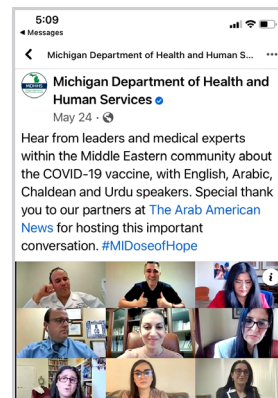 5:09
Messages
Michigan Department of Health and Human S...
MDHHS
Michigan Department of Health and
Human Services
May 24 ·
Hear from leaders and medical experts
within the Middle Eastern community about
the COVID-19 vaccine, with English, Arabic,
Chaldean and Urdu speakers. Special thank
you to our partners at The Arab American
News for hosting this important
conversation. #MIDoseofHope